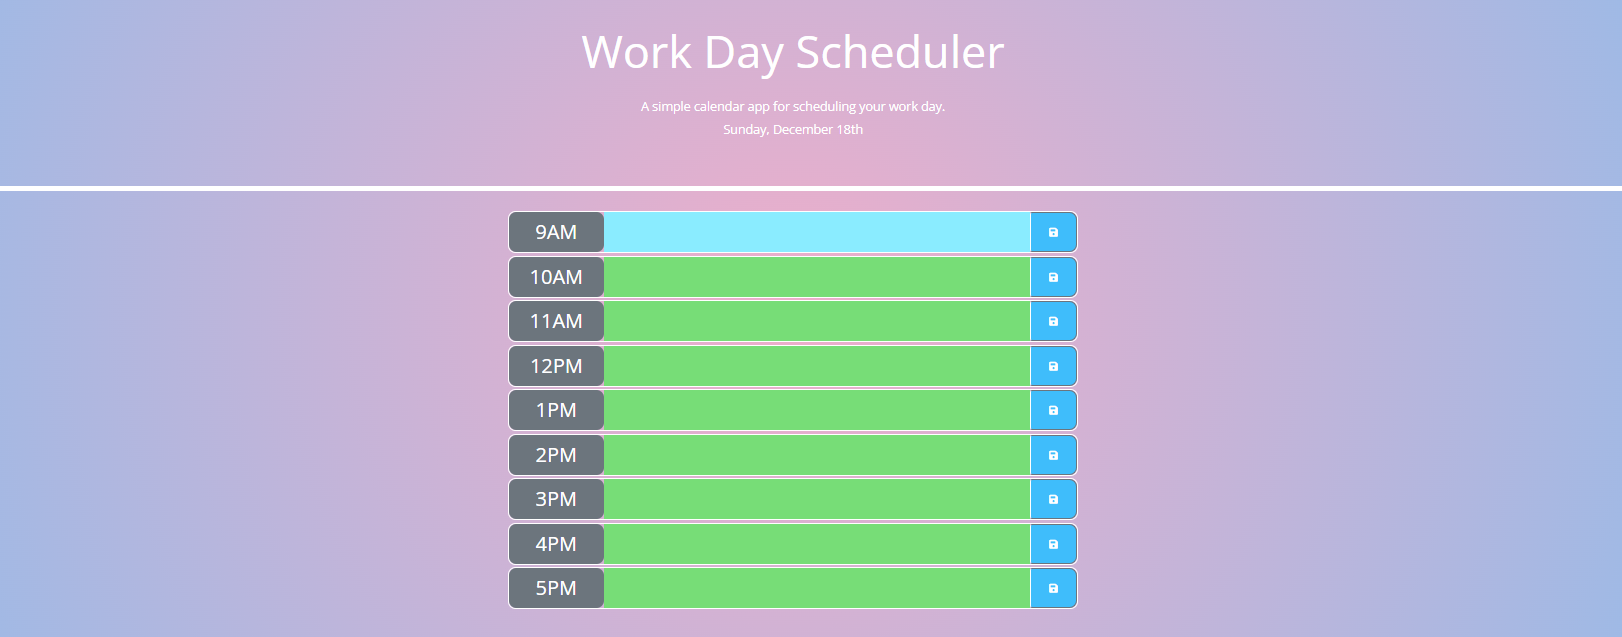 Work Day Scheduler
A simple calendar app for scheduling your work day.
Sunday, December 18th
9AM
10AM
11AM
12PM
1PM
2PM
3PM
4PM
5PM